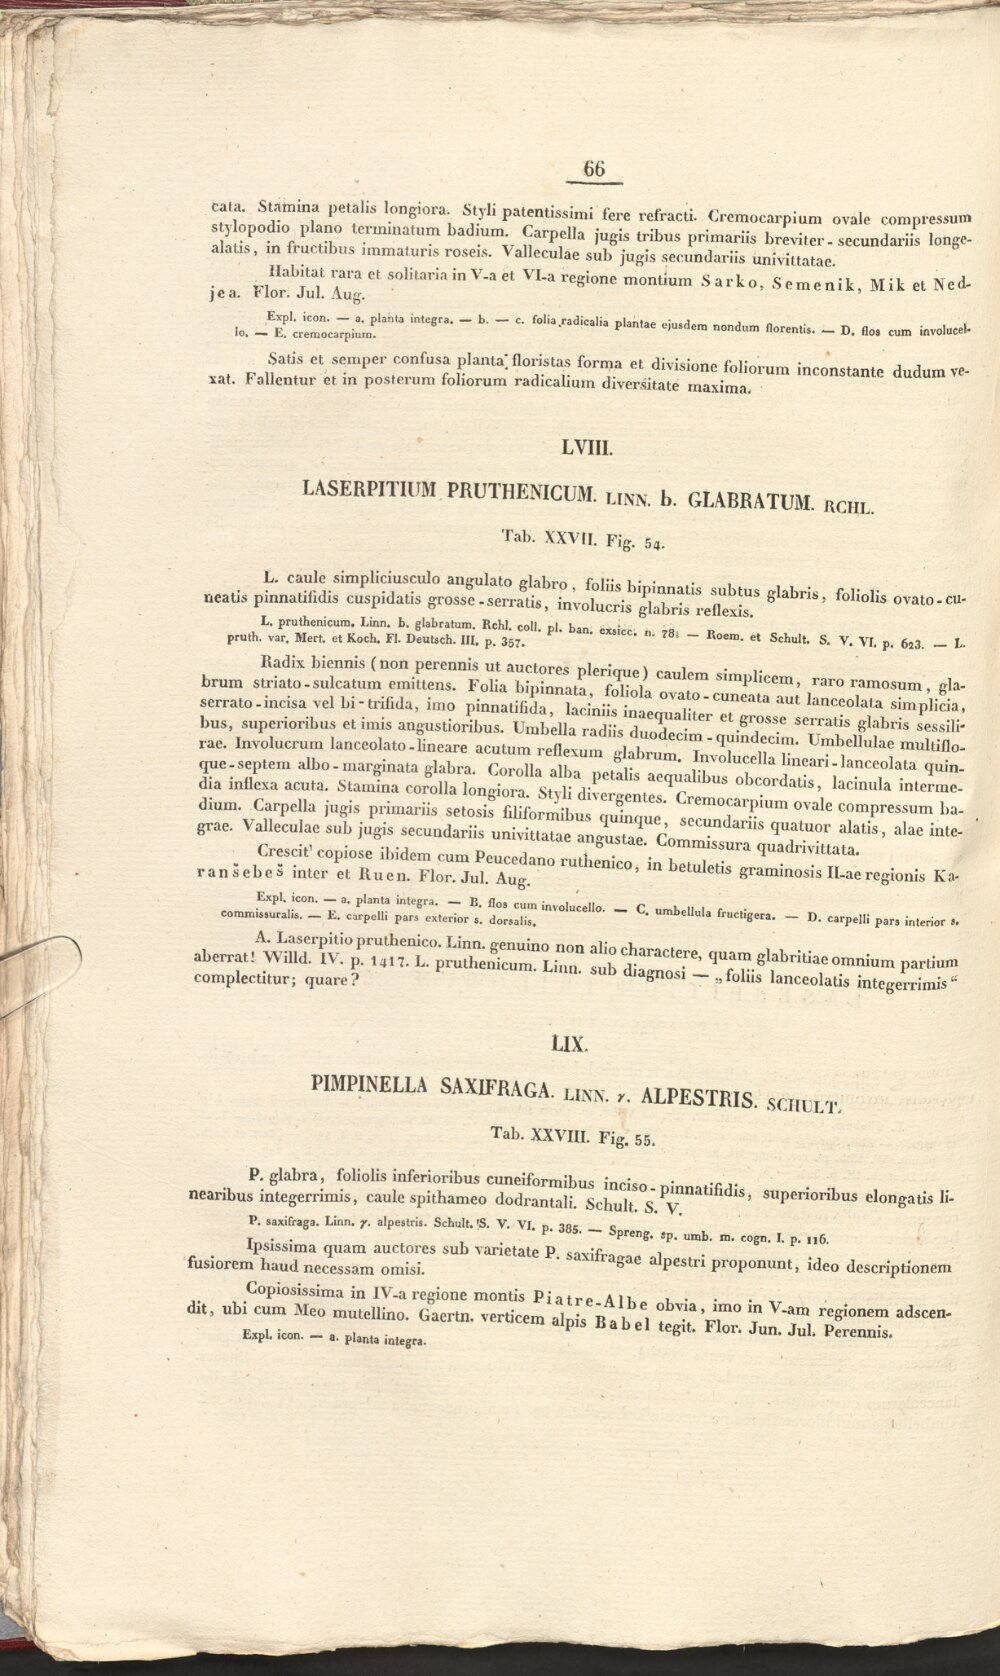 66
cata. Stamina petalis longiora. Styli patentissimi fere refracti. Cremocarpium ovale compressum
stylopodio plano terminatum badium. Carpella jugis tribus primariis breviter - secundariis longe-
alatis, in fructibus immaturis roseis. Valleculae sub jugis secundariis univittatae.
Habitat rara et solitaria in V-a et VI-a regione montium Sarko, Semenik, Mik et Ned-
jea. Flor. Jul. Aug.
Expl. icon. — a. planta integra. — b. — c. folia radicalia plantae ejusdem nondum florentis. — D. flos cum involucel-
lo. — E. cremocarpium.
Satis et semper confusa planta floristas forma et divisione foliorum inconstante dudum ve-
xat. Fallentur et in posterum foliorum radicalium diversitate maxima.
LVIII.
LASERPITIUM PRUTHENICUM. LINN. b. GLABRATUM. RCHL.
Tab. XXVII. Fig. 54.
L. caule simpliciusculo angulato glabro, foliis bipinnatis subtus glabris, foliolis ovato-cu-
neatis pinnatifidis cuspidatis grosse-serratis, involucris glabris reflexis.
L. pruthenicum. Linn. b. glabratum. Rchl. coll. pl. ban. exsicc. n. 78. — Roem. et Schult. S. V. VI. p. 623. — L.
pruth. var. Mert. et Koch. Fl. Deutsch. III. p. 357.
Radix biennis (non perennis ut auctores plerique) caulem simplicem, raro ramosum, gla-
brum striato-sulcatum emittens. Folia bipinnata, foliola ovato-cuneata aut lanceolata simplicia,
serrato-incisa vel bi-trifida, imo pinnatifida, laciniis inaequaliter et grosse serratis glabris sessili-
bus, superioribus et imis angustioribus. Umbella radiis duodecim-quindecim. Umbellulae multiflo-
rae. Involucrum lanceolato-lineare acutum reflexum glabrum. Involucella lineari-lanceolata quin-
que-septem albo-marginata glabra. Corolla alba petalis aequalibus obcordatis, lacinula interme-
dia inflexa acuta. Stamina corolla longiora. Styli divergentes. Cremocarpium ovale compressum ba-
dium. Carpella jugis primariis setosis filiformibus quinque, secundariis quatuor alatis, alae inte-
grae. Valleculae sub jugis secundariis univittatae angustae. Commissura quadrivittata.
Crescit copiose ibidem cum Peucedano ruthenico, in betuletis graminosis II-ae regionis Ka-
ransebeš inter et Ruen. Flor. Jul. Aug.
Expl. icon. — a. planta integra. — B. flos cum involucello. — C. umbellula fructigera. — D. carpelli pars interior s.
commissuralis. — E. carpelli pars exterior s. dorsalis.
A. Laserpitio pruthenico. Linn. genuino non alio charactere, quam glabritiae omnium partium
aberrat! Willd. IV. p. 1417. L. pruthenicum. Linn. sub diagnosi — „foliis lanceolatis integerrimis“
complectitur; quare?
LIX.
PIMPINELLA SAXIFRAGA. LINN. γ. ALPESTRIS. SCHULT.
Tab. XXVIII. Fig. 55.
P. glabra, foliolis inferioribus cuneiformibus inciso-pinnatifidis, superioribus elongatis li-
nearibus integerrimis, caule spithameo dodrantali. Schult. S. V.
P. saxifraga. Linn. γ. alpestris. Schult. S. V. VI. p. 385. — Spreng. sp. umb. m. cogn. I. p. 116.
Ipsissima quam auctores sub varietate P. saxifragae alpestri proponunt, ideo descriptionem
fusiorem haud necessam omisi.
Copiosissima in IV-a regione montis Piatre-Albe obvia, imo in V-am regionem adscen-
dit, ubi cum Meo mutellino. Gaertn. verticem alpis Babel tegit. Flor. Jun. Jul. Perennis.
Expl. icon. — a. planta integra.